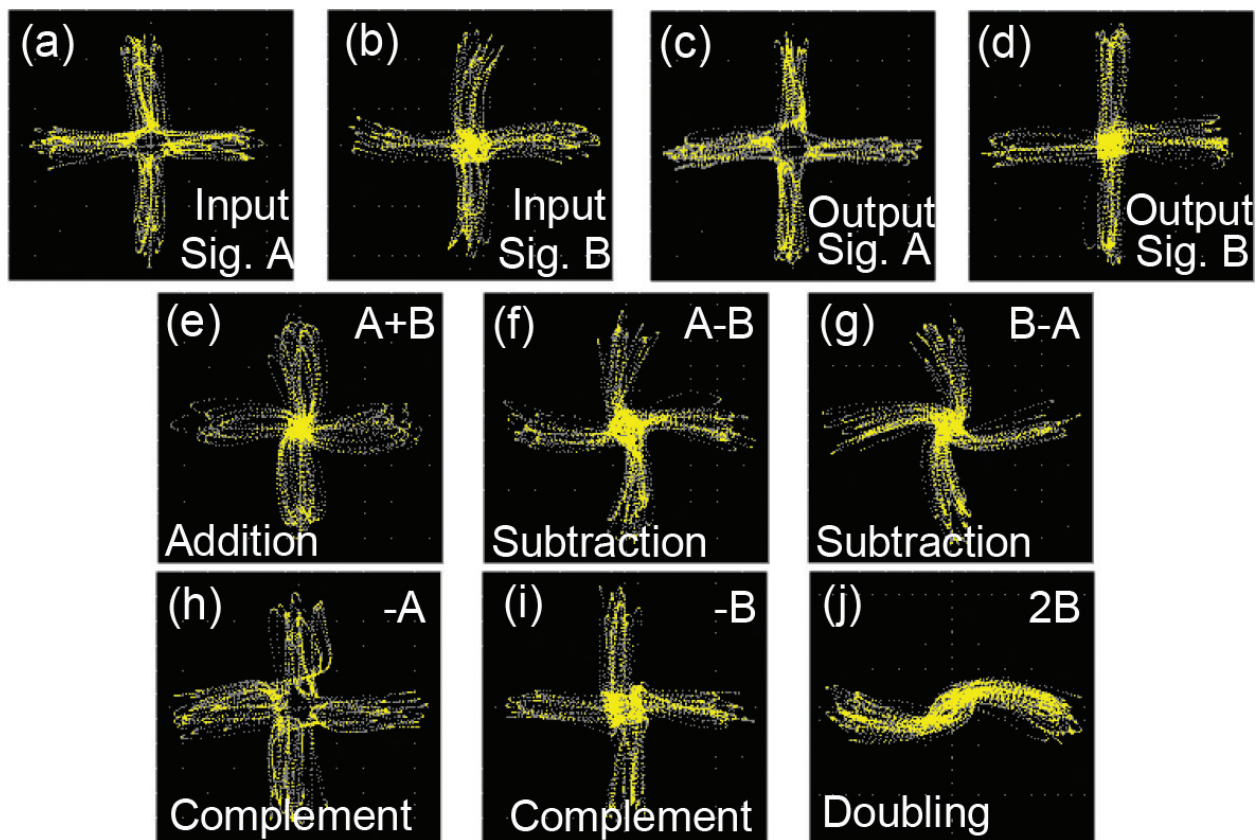 (a)
Input
Sig. A
(b)
Input
Sig. B
(c)
Output
Sig. A
(d)
Output
Sig. B
(e)
A+B
Addition
(f)
A-B
Subtraction
(g)
B-A
Subtraction
(h)
-A
Complement
(i)
-B
Complement
(j)
2B
Doubling